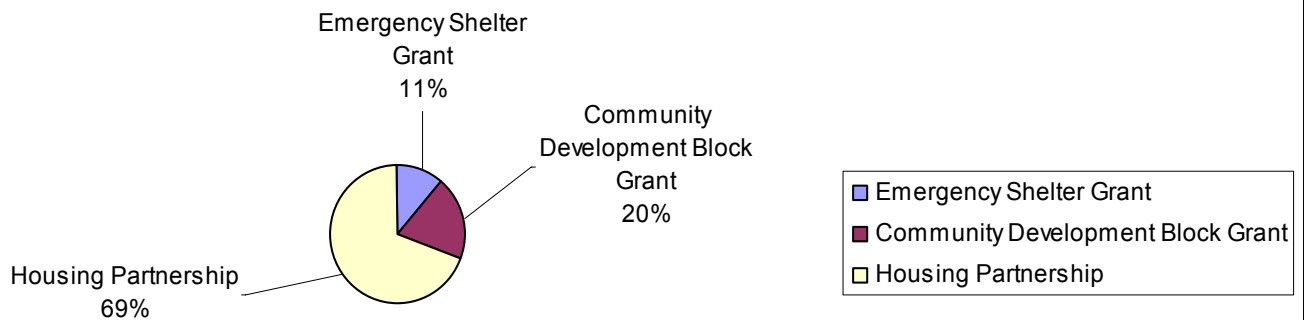 Emergency Shelter
Grant
11%
Community
Development Block
Grant
20%
Housing Partnership
69%
Emergency Shelter Grant
Community Development Block Grant
Housing Partnership